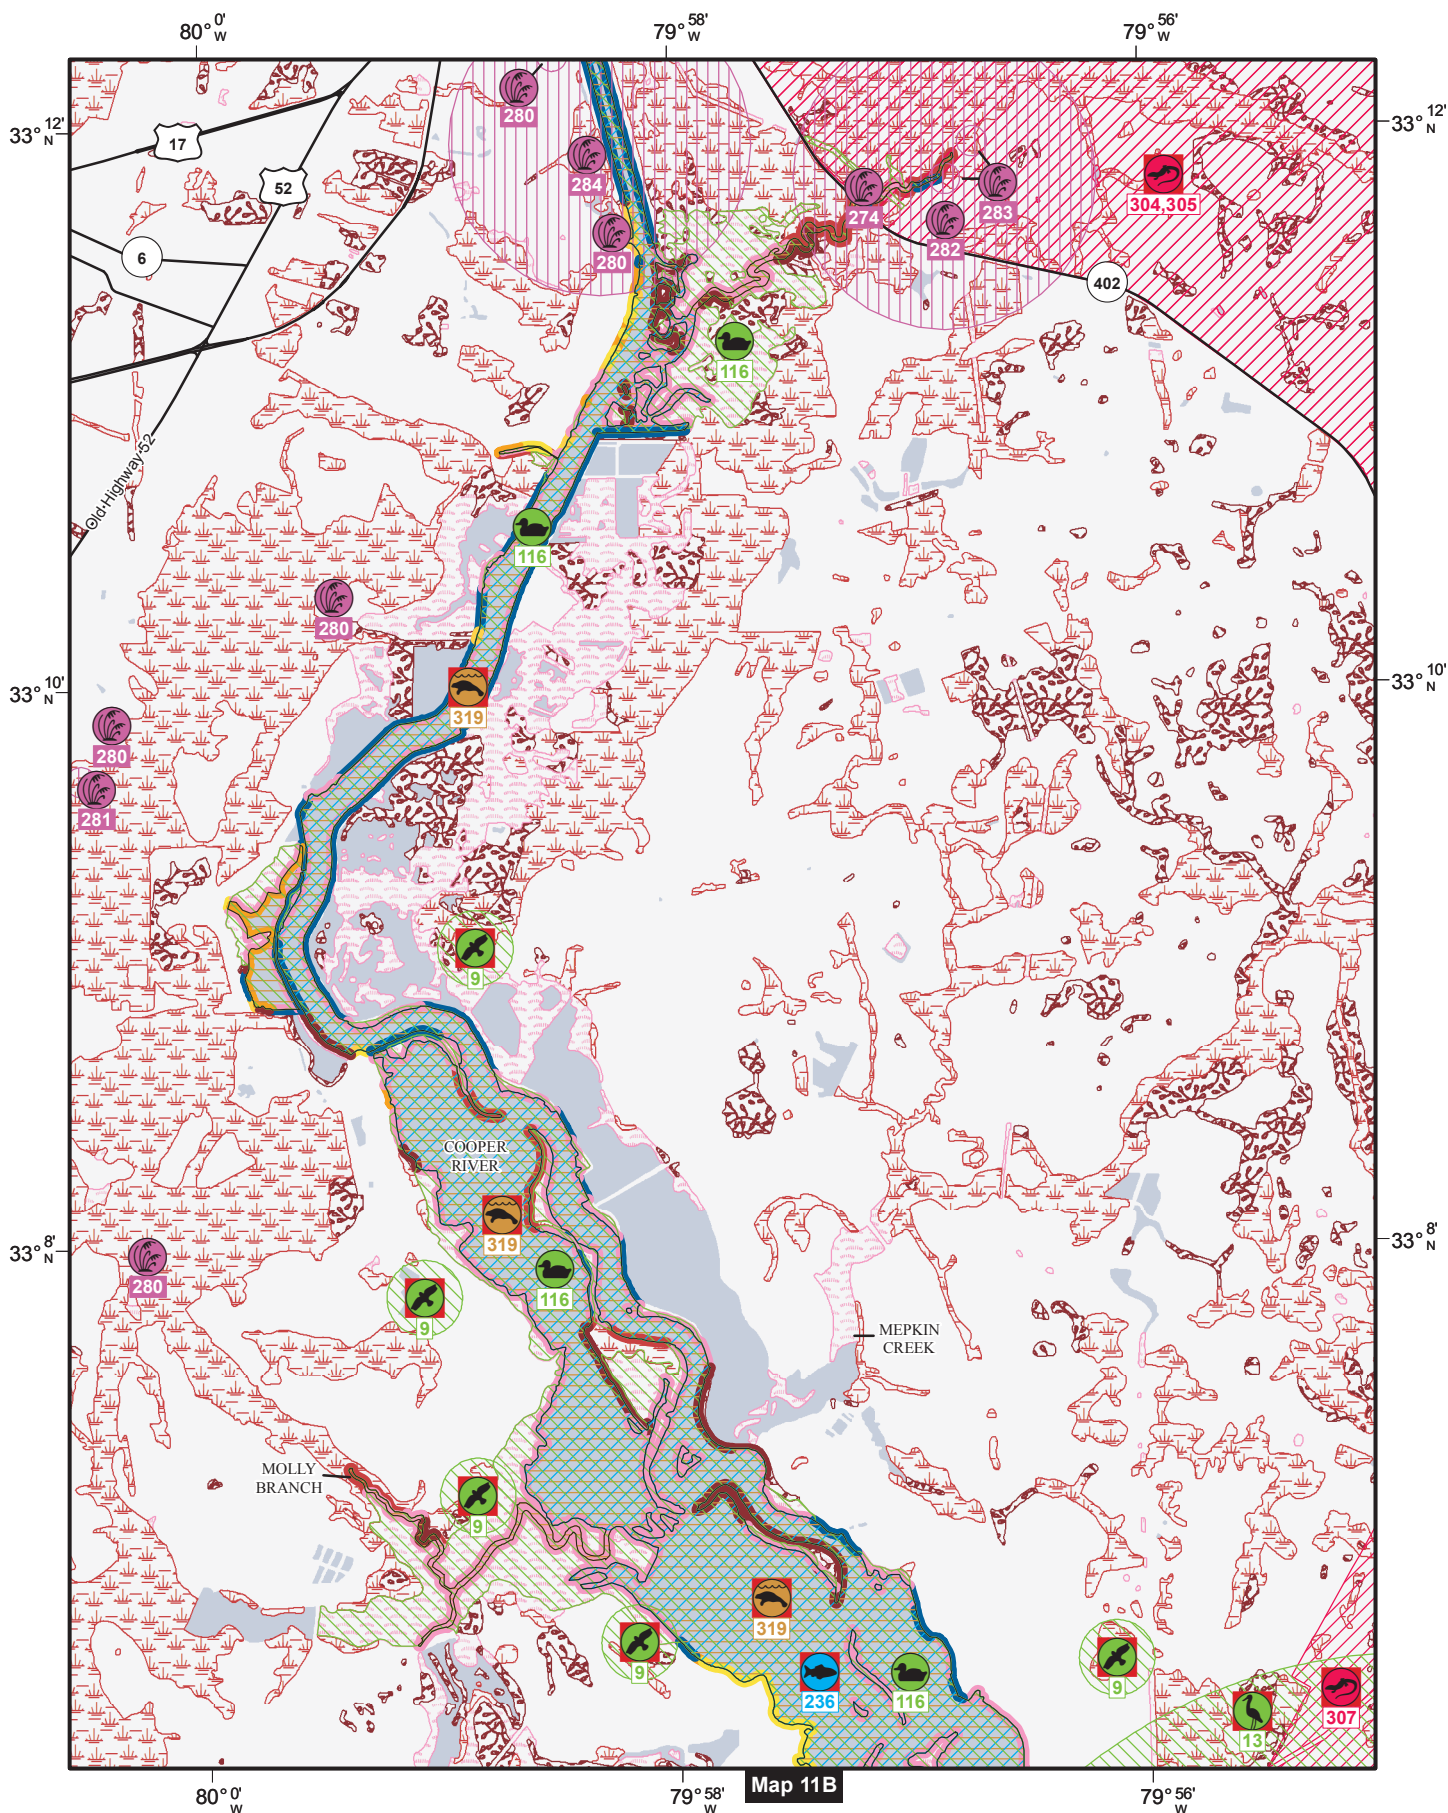 80° 0' W
79° 58' W
79° 56' W
33° 12' N
33° 12' N
280
17
284
52
304,305
274
283
282
280
6
402
116
Old Highway 52
116
280
33° 10' N
33° 10' N
319
280
281
9
COOPER
RIVER
319
33° 8' N
33° 8' N
280
116
9
MEPKIN
CREEK
MOLLY
BRANCH
9
319
9
236
116
9
307
13
80° 0' W
79° 58' W
79° 56' W
Map 11B